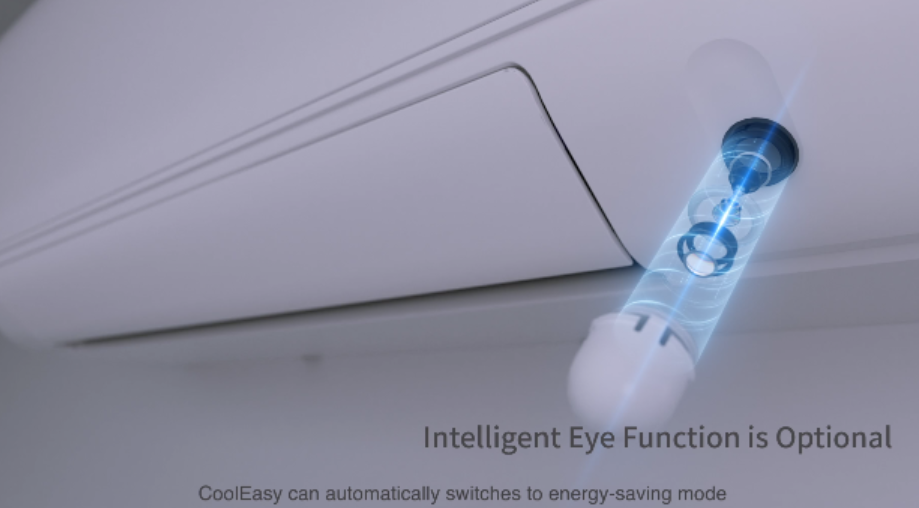 Intelligent Eye Function is Optional
CoolEasy can automatically switches to energy-saving mode